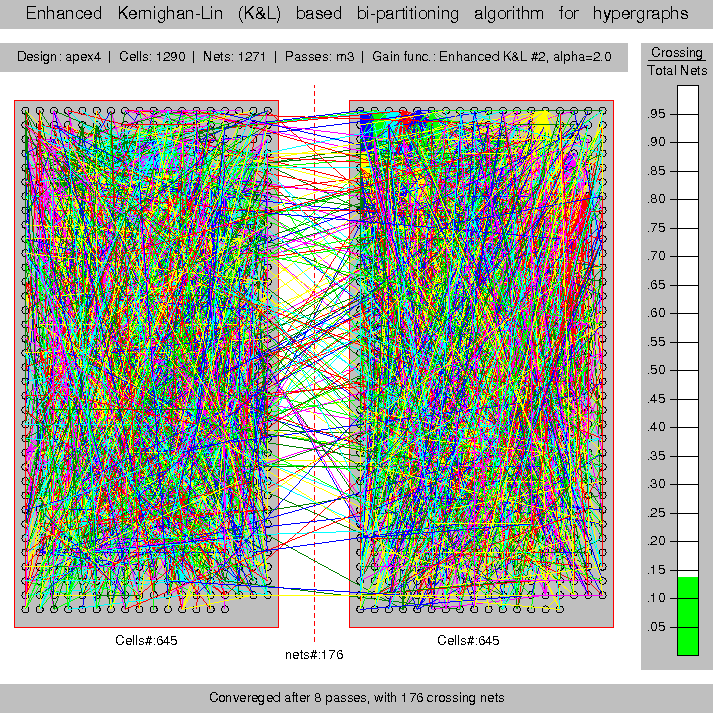 Enhanced Kernighan-Lin (K&L) based bi-partitioning algorithm for hypergraphs
Design: apex4 | Cells: 1290 | Nets: 1271 | Passes: m3 | Gain func.: Enhanced K&L #2, alpha=2.0
Crossing
Total Nets
.95
.90
.85
.80
.75
.70
.65
.60
.55
.50
.45
.40
.35
.30
.25
.20
.15
.10
.05
Cells#:645
Cells#:645
nets#:176
Convereged after 8 passes, with 176 crossing nets